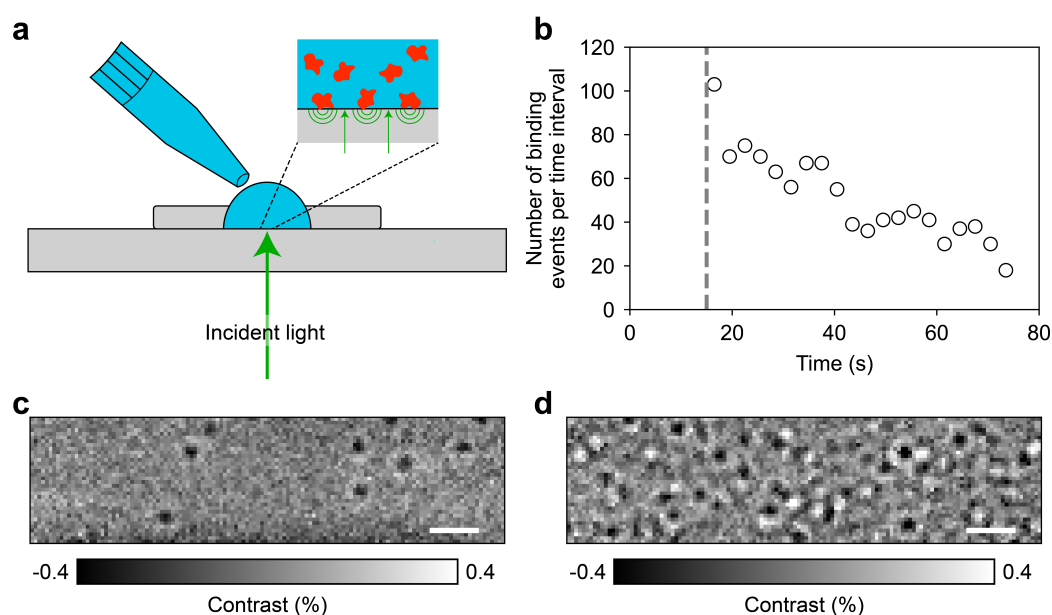 a
Incident light
b
Number of binding
events per time interval
120
100
80
60
40
20
0
0
20
40
60
80
Time (s)
c
-0.4
0.4
Contrast (%)
d
-0.4
0.4
Contrast (%)